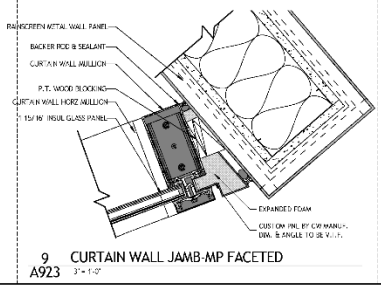 RAINSCREEN METAL WALL PANEL
BACKER ROD & SEALANT
CURTAIN WALL MULLION
P.T. WOOD BLOCKING
CURTAIN WALL HORZ MULLION
1 15/16" INSUL GLASS PANEL
EXPANDED FOAM
CUSTOM PNL BY CW MANUF.
DIM. & ANGLE TO BE V.I.F.
9 CURTAIN WALL JAMB-MP FACETED
A923 3" = 1'-0"